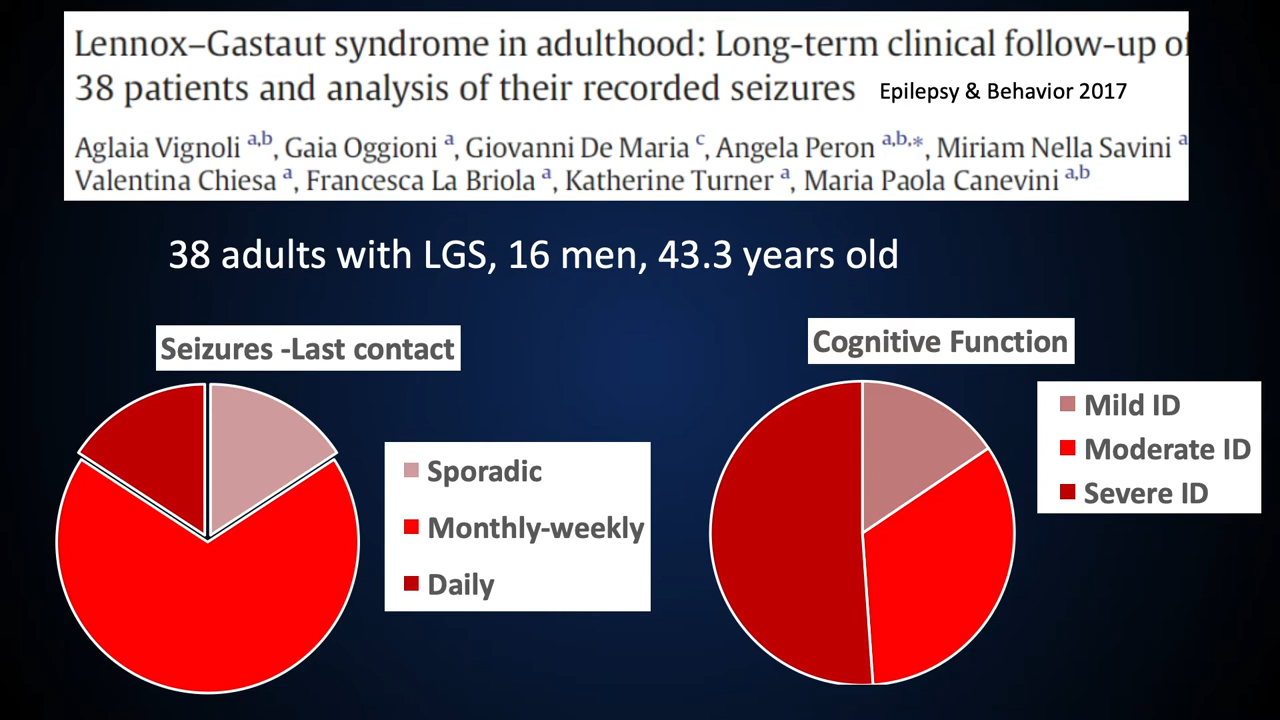 Lennox–Gastaut syndrome in adulthood: Long-term clinical follow-up of
38 patients and analysis of their recorded seizures Epilepsy & Behavior 2017
Aglaia Vignoli a,b, Gaia Oggioni a, Giovanni De Maria c, Angela Peron a,b,*, Miriam Nella Savini a
Valentina Chiesa a, Francesca La Briola a, Katherine Turner a, Maria Paola Canevini a,b
38 adults with LGS, 16 men, 43.3 years old
Seizures -Last contact
Sporadic
Monthly-weekly
Daily
Cognitive Function
Mild ID
Moderate ID
Severe ID